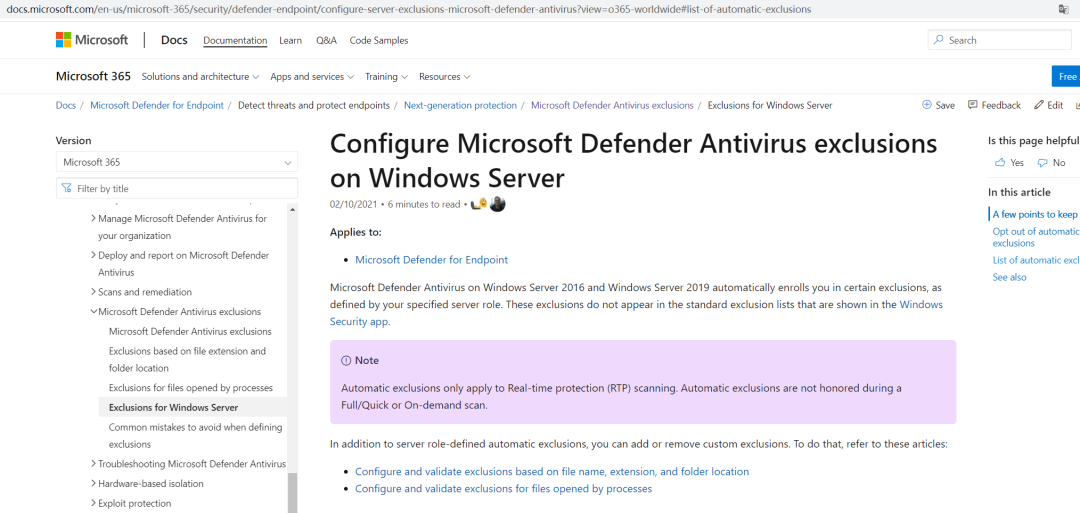 docs.microsoft.com/en-us/microsoft-365/security/defender-endpoint/configure-server-exclusions-microsoft-defender-antivirus?view=o365-worldwide#list-of-automatic-exclusions
Microsoft Docs Documentation Learn Q&A Code Samples Search
Microsoft 365 Solutions and architecture Apps and services Training Resources Free
Docs / Microsoft Defender for Endpoint / Detect threats and protect endpoints / Next-generation protection / Microsoft Defender Antivirus exclusions / Exclusions for Windows Server Save Feedback Edit
Version
Microsoft 365
Filter by title
Manage Microsoft Defender Antivirus for
your organization
Deploy and report on Microsoft Defender
Antivirus
Scans and remediation
Microsoft Defender Antivirus exclusions
Microsoft Defender Antivirus exclusions
Exclusions based on file extension and
folder location
Exclusions for files opened by processes
Exclusions for Windows Server
Common mistakes to avoid when defining
exclusions
Troubleshooting Microsoft Defender Antivirus
Hardware-based isolation
Exploit protection
Configure Microsoft Defender Antivirus exclusions
on Windows Server
02/10/2021 • 6 minutes to read •
Applies to:
• Microsoft Defender for Endpoint
Microsoft Defender Antivirus on Windows Server 2016 and Windows Server 2019 automatically enrolls you in certain exclusions, as
defined by your specified server role. These exclusions do not appear in the standard exclusion lists that are shown in the Windows
Security app.
Note
Automatic exclusions only apply to Real-time protection (RTP) scanning. Automatic exclusions are not honored during a
Full/Quick or On-demand scan.
In addition to server role-defined automatic exclusions, you can add or remove custom exclusions. To do that, refer to these articles:
• Configure and validate exclusions based on file name, extension, and folder location
• Configure and validate exclusions for files opened by processes
Is this page helpful
Yes No
In this article
A few points to keep
Opt out of automatic
exclusions
List of automatic excl
See also